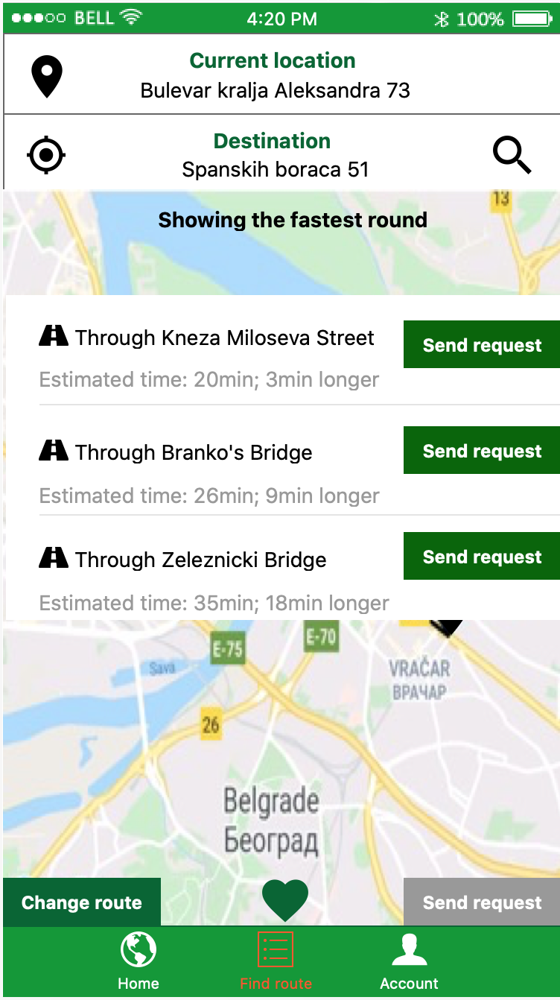 BELL 4:20 PM 100%
Current location
Bulevar kralja Aleksandra 73
Destination
Spanskih boraca 51
13
Showing the fastest round
Through Kneza Miloseva Street
Send request
Estimated time: 20min; 3min longer
Through Branko's Bridge
Send request
Estimated time: 26min; 9min longer
Through Zeleznicki Bridge
Send request
Estimated time: 35min; 18min longer
E-75
E-70
Sava
VRAČAR
ВРАЧАР
26
Belgrade
Београд
Change route
Send request
Home
Find route
Account